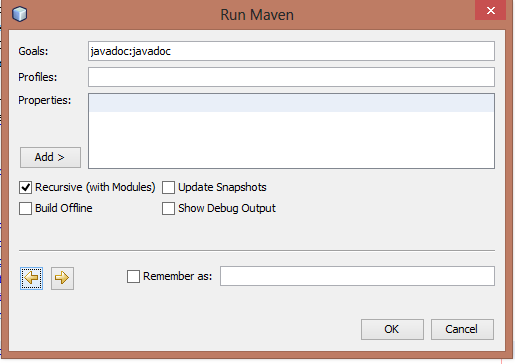 Run Maven
Goals: javadoc:javadoc
Profiles:
Properties:
Add >
Recursive (with Modules) Update Snapshots
Build Offline Show Debug Output
Remember as:
OK Cancel